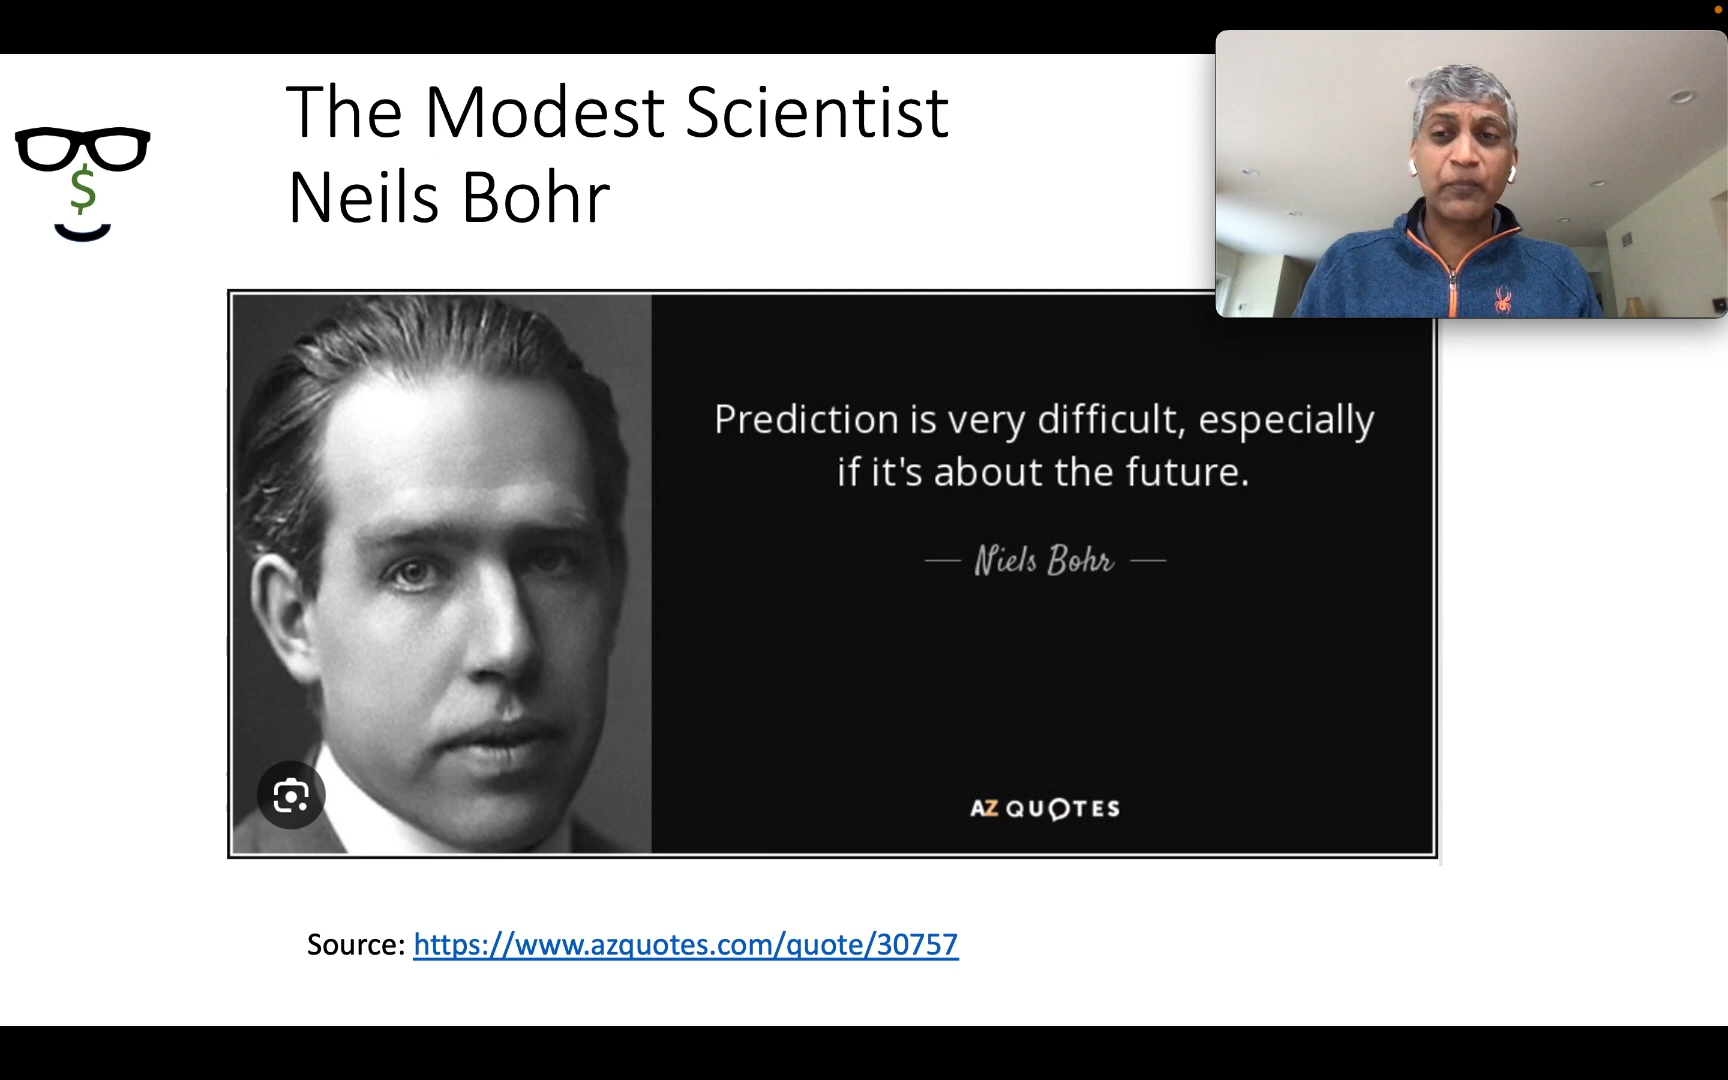 The Modest Scientist
Neils Bohr
$
Prediction is very difficult, especially
if it's about the future.
— Niels Bohr —
AZ QUOTES
Source: https://www.azquotes.com/quote/30757